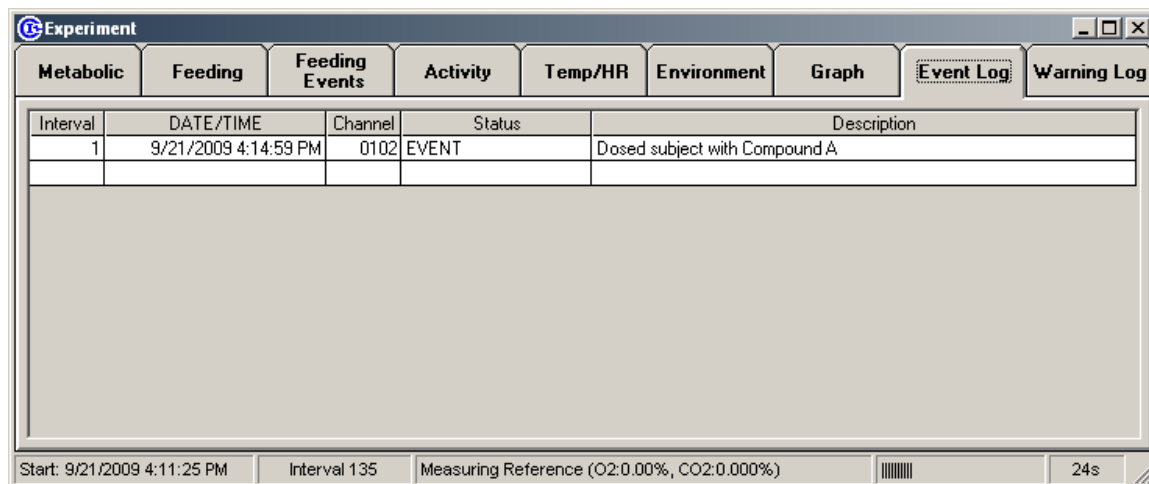 Experiment
Metabolic Feeding Feeding Events Activity Temp/HR Environment Graph Event Log Warning Log
Interval DATE/TIME Channel Status Description
1 9/21/2009 4:14:59 PM 0102 EVENT Dosed subject with Compound A
Start: 9/21/2009 4:11:25 PM Interval 135 Measuring Reference (O2:0.00%, CO2:0.000%) 24s